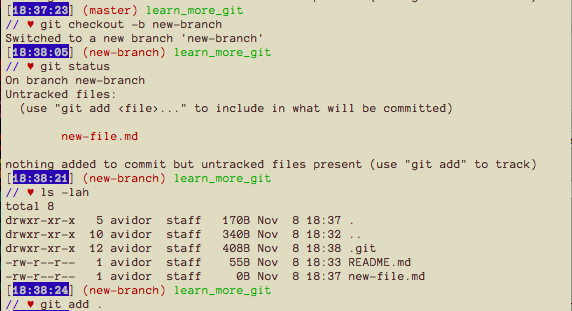 [18:37:23] (master) learn_more_git
// ♥ git checkout -b new-branch
Switched to a new branch 'new-branch'
[18:38:05] (new-branch) learn_more_git
// ♥ git status
On branch new-branch
Untracked files:
  (use "git add <file>..." to include in what will be committed)

        new-file.md

nothing added to commit but untracked files present (use "git add" to track)
[18:38:21] (new-branch) learn_more_git
// ♥ ls -lah
total 8
drwxr-xr-x   5 avidor  staff   170B Nov  8 18:37 .
drwxr-xr-x  10 avidor  staff   340B Nov  8 18:32 ..
drwxr-xr-x  12 avidor  staff   408B Nov  8 18:38 .git
-rw-r--r--   1 avidor  staff    55B Nov  8 18:33 README.md
-rw-r--r--   1 avidor  staff     0B Nov  8 18:37 new-file.md
[18:38:24] (new-branch) learn_more_git
// ♥ git add .